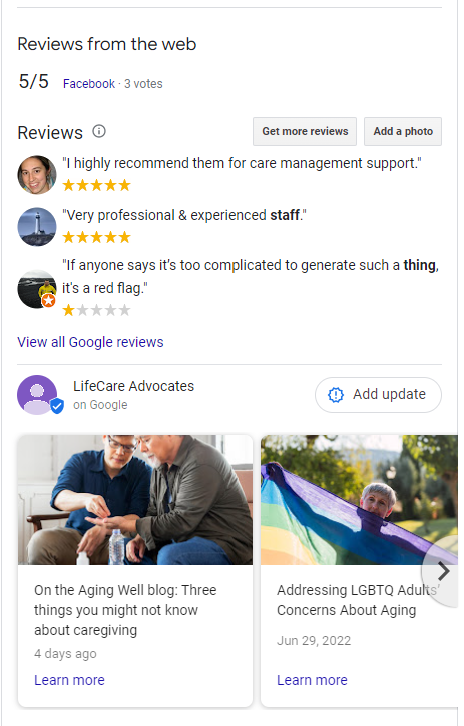 Reviews from the web
5/5 Facebook · 3 votes
Reviews
Get more reviews
Add a photo
"I highly recommend them for care management support."
"Very professional & experienced staff."
"If anyone says it's too complicated to generate such a thing,
it's a red flag."
View all Google reviews
LifeCare Advocates
on Google
Add update
On the Aging Well blog: Three
things you might not know
about caregiving
4 days ago
Learn more
Addressing LGBTQ Adults'
Concerns About Aging
Jun 29, 2022
Learn more